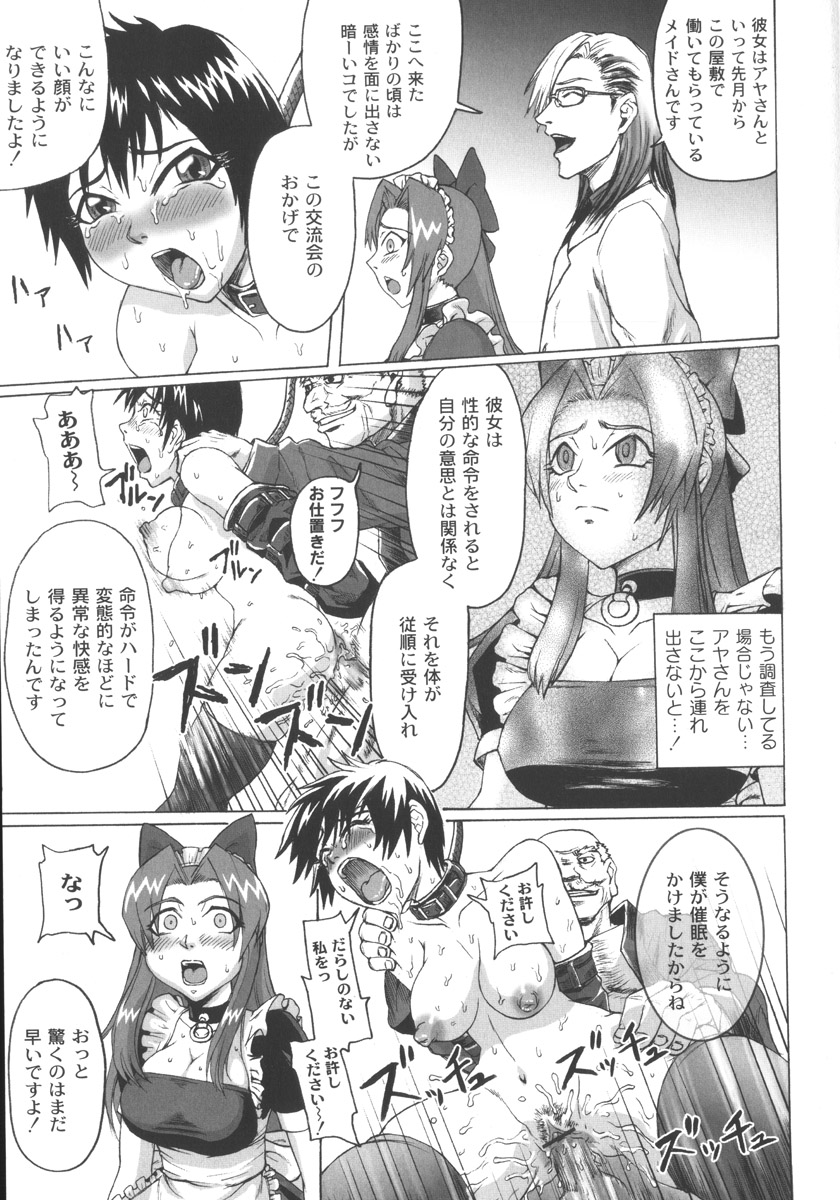 彼女はアヤさんと
いって先月から
この屋敷で
働いてもらっている
メイドさんです
ここへ来た
ばかりの頃は
感情を面に出さない
暗ーいコでしたが
この交流会の
おかげで
こんなに
いい顔が
できるように
なりましたよ！
ハァ
ハァ
もう調査してる
場合じゃない…
アヤさんを
ここから連れ
出さないと…！
彼女は
性的な命令をされると
自分の意思とは関係なく
それを体が
従順に受け入れ
フフフ
お仕置きだ！
ブルン
ブルン
あああ〜
ズン
ズン！
命令がハードで
変態的なほどに
異常な快感を
得るようになって
しまったんです
そうなるように
僕が催眠を
かけましたからね
お許し
ください
だらしのない
私をっ
お許し
ください〜！
ズッチュ
ズッチュ
ズッチュ
なっ
おっと
驚くのはまだ
早いですよ！